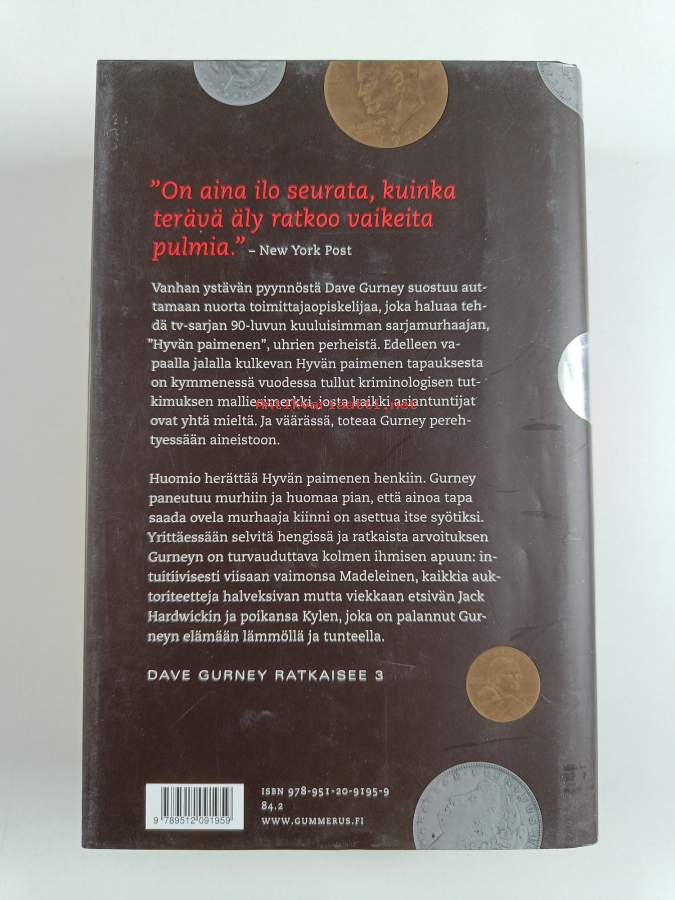 ”On aina ilo seurata, kuinka
terävä äly ratkoo vaikeita
pulmia.” – New York Post
Vanhan ystävän pyynnöstä Dave Gurney suostuu aut-
tamaan nuorta toimittajaopiskelijaa, joka haluaa teh-
dä tv-sarjan 90-luvun kuuluisimman sarjamurhaajan,
”Hyvän paimenen”, uhrien perheistä. Edelleen va-
paalla jalalla kulkevan Hyvän paimenen tapauksesta
on kymmenessä vuodessa tullut kriminologisen tut-
kimuksen malliesimerkki, josta kaikki asiantuntijat
antikvariaatti.net
ovat yhtä mieltä. Ja väärässä, toteaa Gurney pereh-
tyessään aineistoon.
Huomio herättää Hyvän paimenen henkiin. Gurney
paneutuu murhiin ja huomaa pian, että ainoa tapa
saada ovela murhaaja kiinni on asettua itse syötiksi.
Yrittäessään selvitä hengissä ja ratkaista arvoituksen
Gurneyn on turvauduttava kolmen ihmisen apuun: in-
tuitiivisesti viisaan vaimonsa Madeleinen, kaikkia auk-
toriteetteja halveksivan mutta viekkaan etsivän Jack
Hardwickin ja poikansa Kylen, joka on palannut Gur-
neyn elämään lämmöllä ja tunteella.
DAVE GURNEY RATKAISEE 3
ISBN 978-951-20-9195-9
84.2
WWW.GUMMERUS.FI
9 789512 091959